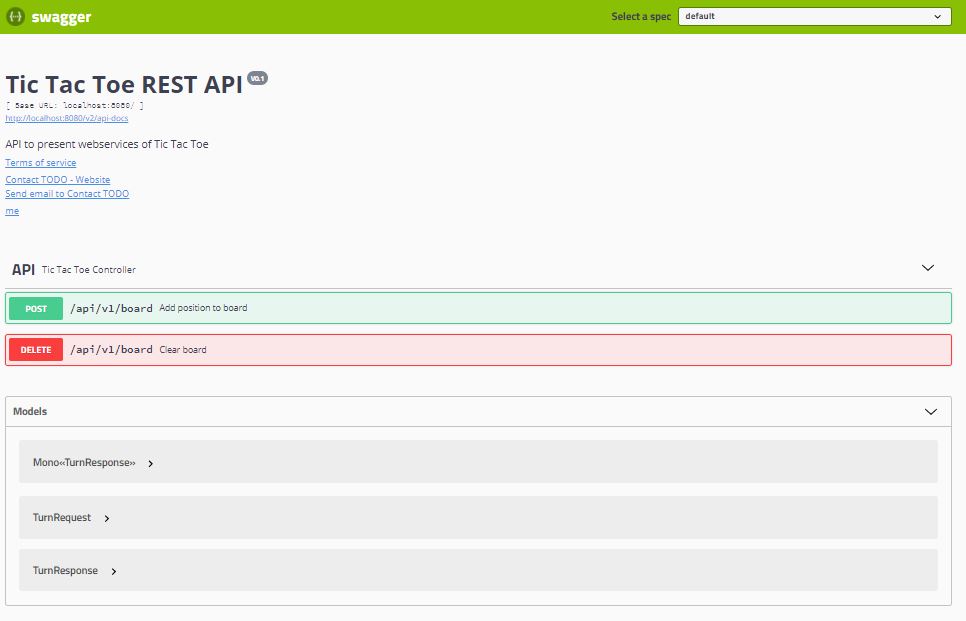 swagger
Select a spec default
Tic Tac Toe REST API V0.1
[ Base URL: localhost:8080/ ]
http://localhost:8080/v2/api-docs
API to present webservices of Tic Tac Toe
Terms of service
Contact TODO - Website
Send email to Contact TODO
me
API Tic Tac Toe Controller
POST /api/v1/board Add position to board
DELETE /api/v1/board Clear board
Models
Mono«TurnResponse»
TurnRequest
TurnResponse